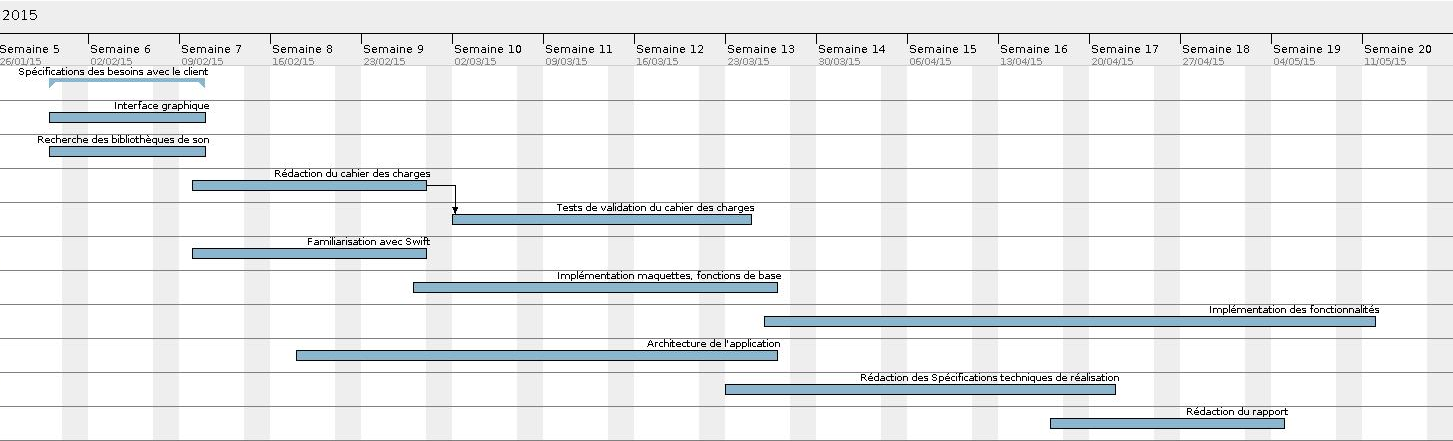 2015
Semaine 5 Semaine 6 Semaine 7 Semaine 8 Semaine 9 Semaine 10 Semaine 11 Semaine 12 Semaine 13 Semaine 14 Semaine 15 Semaine 16 Semaine 17 Semaine 18 Semaine 19 Semaine 20
26/01/15 02/02/15 09/02/15 16/02/15 23/02/15 02/03/15 09/03/15 16/03/15 23/03/15 30/03/15 06/04/15 13/04/15 20/04/15 27/04/15 04/05/15 11/05/15
Spécifications des besoins avec le client
Interface graphique
Recherche des bibliothèques de son
Rédaction du cahier des charges
Tests de validation du cahier des charges
Familiarisation avec Swift
Implémentation maquettes, fonctions de base
Implémentation des fonctionnalités
Architecture de l'application
Rédaction des Spécifications techniques de réalisation
Rédaction du rapport